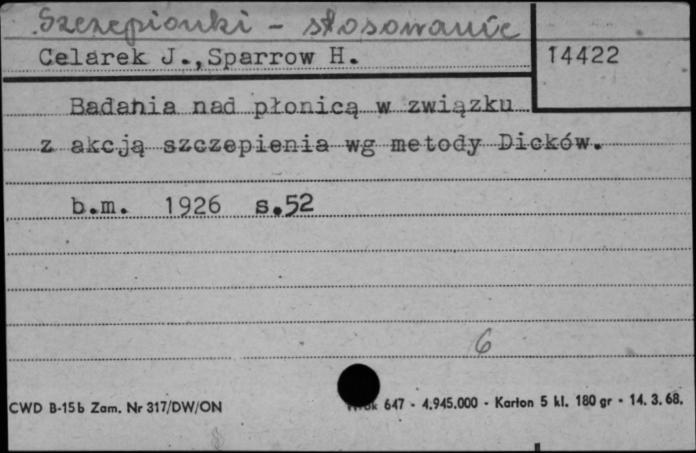 Szczepionki - stosowanie
Celarek J.,Sparrow H.
14422
Badania nad płonicą w związku
z akcją szczepienia wg metody Dicków.
b.m. 1926 s.52
6
CWD B-15b Zam. Nr 317/DW/ON
647 - 4.945.000 - Karton 5 kl. 180 gr - 14. 3. 68.